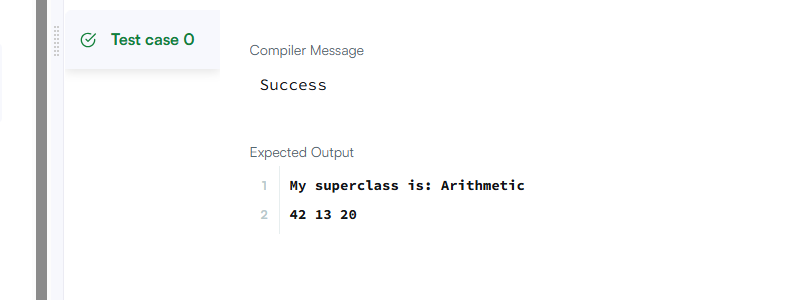 Test case 0
Compiler Message
Success
Expected Output
1 My superclass is: Arithmetic
2 42 13 20